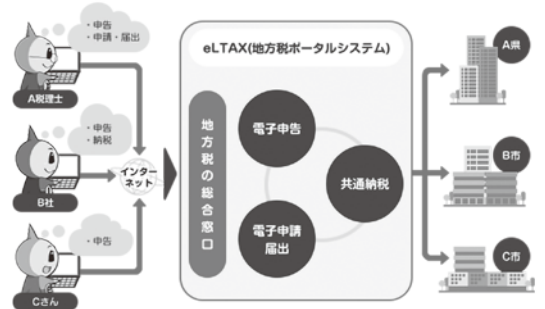 ・申告
・申請・届出
A税理士
・申告
・納税
B社
・申告
Cさん
インター
ネット
eLTAX(地方税ポータルシステム)
地方税の総合窓口
電子申告
共通納税
電子申請
届出
A県
B市
C市